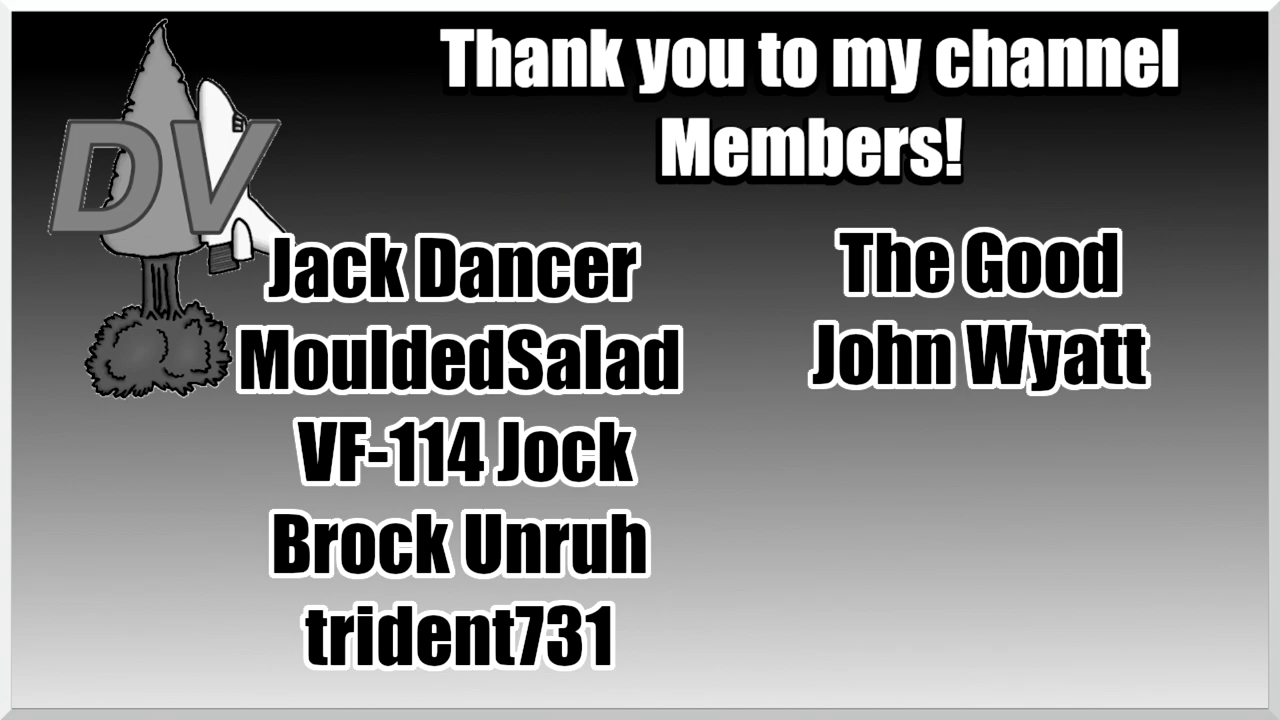 Thank you to my channel
Members!
DV
Jack Dancer
MouldedSalad
VF-114 Jock
Brock Unruh
trident731
The Good
John Wyatt